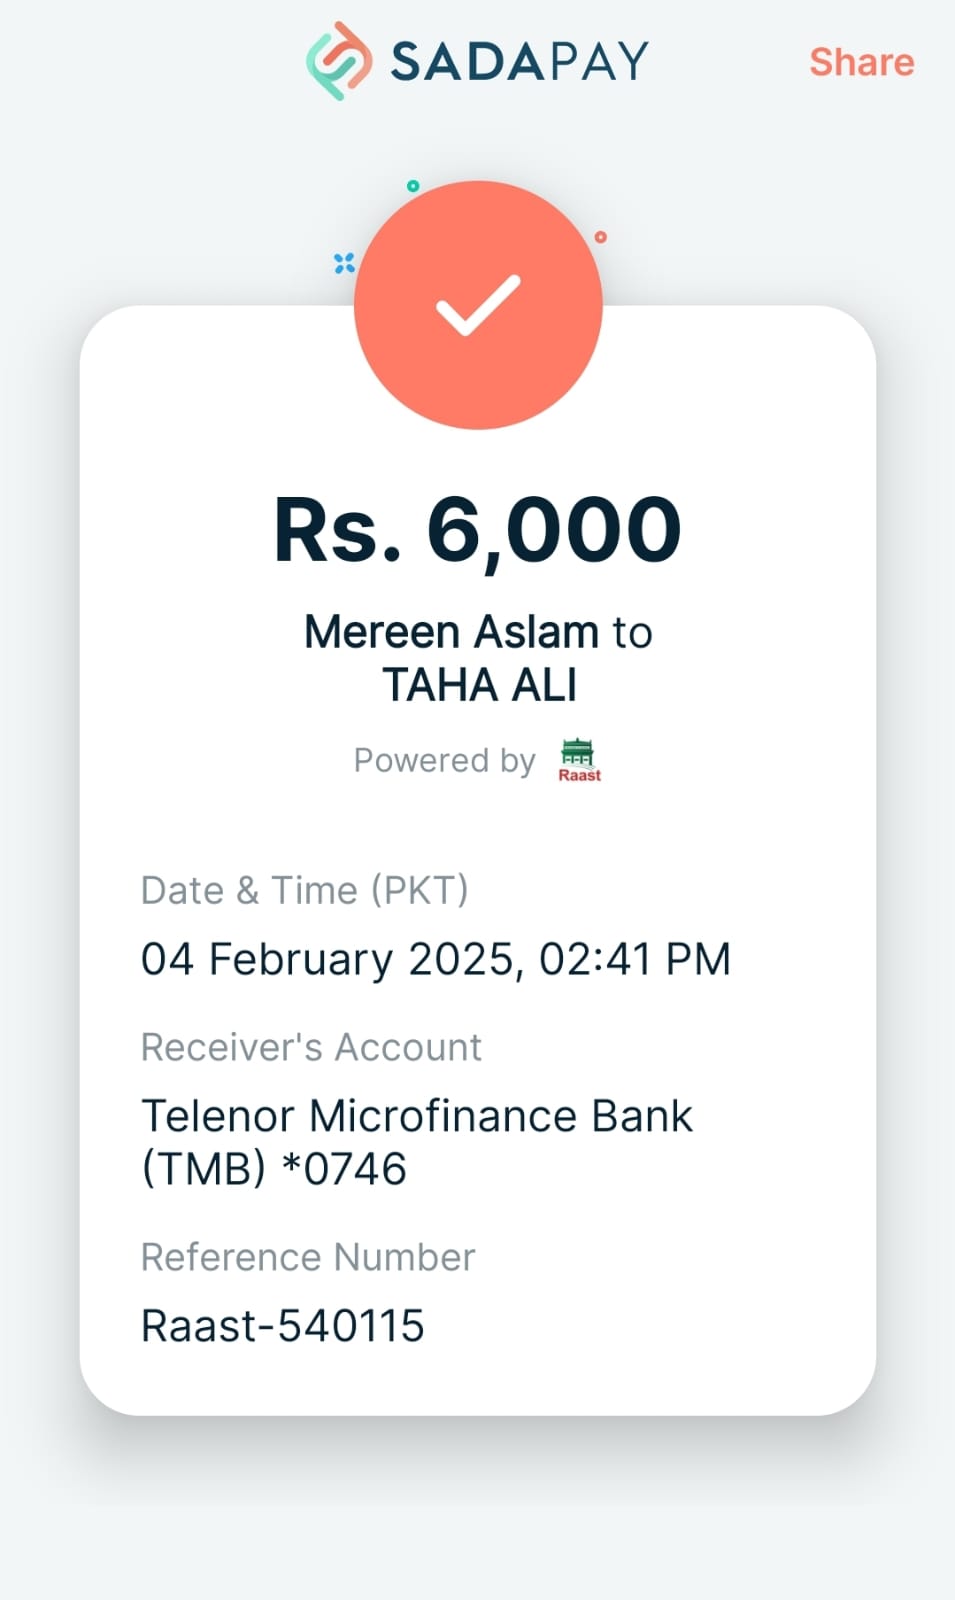 SADAPAY
Share
Rs. 6,000
Mereen Aslam to
TAHA ALI
Powered by Raast
Date & Time (PKT)
04 February 2025, 02:41 PM
Receiver's Account
Telenor Microfinance Bank
(TMB) *0746
Reference Number
Raast-540115